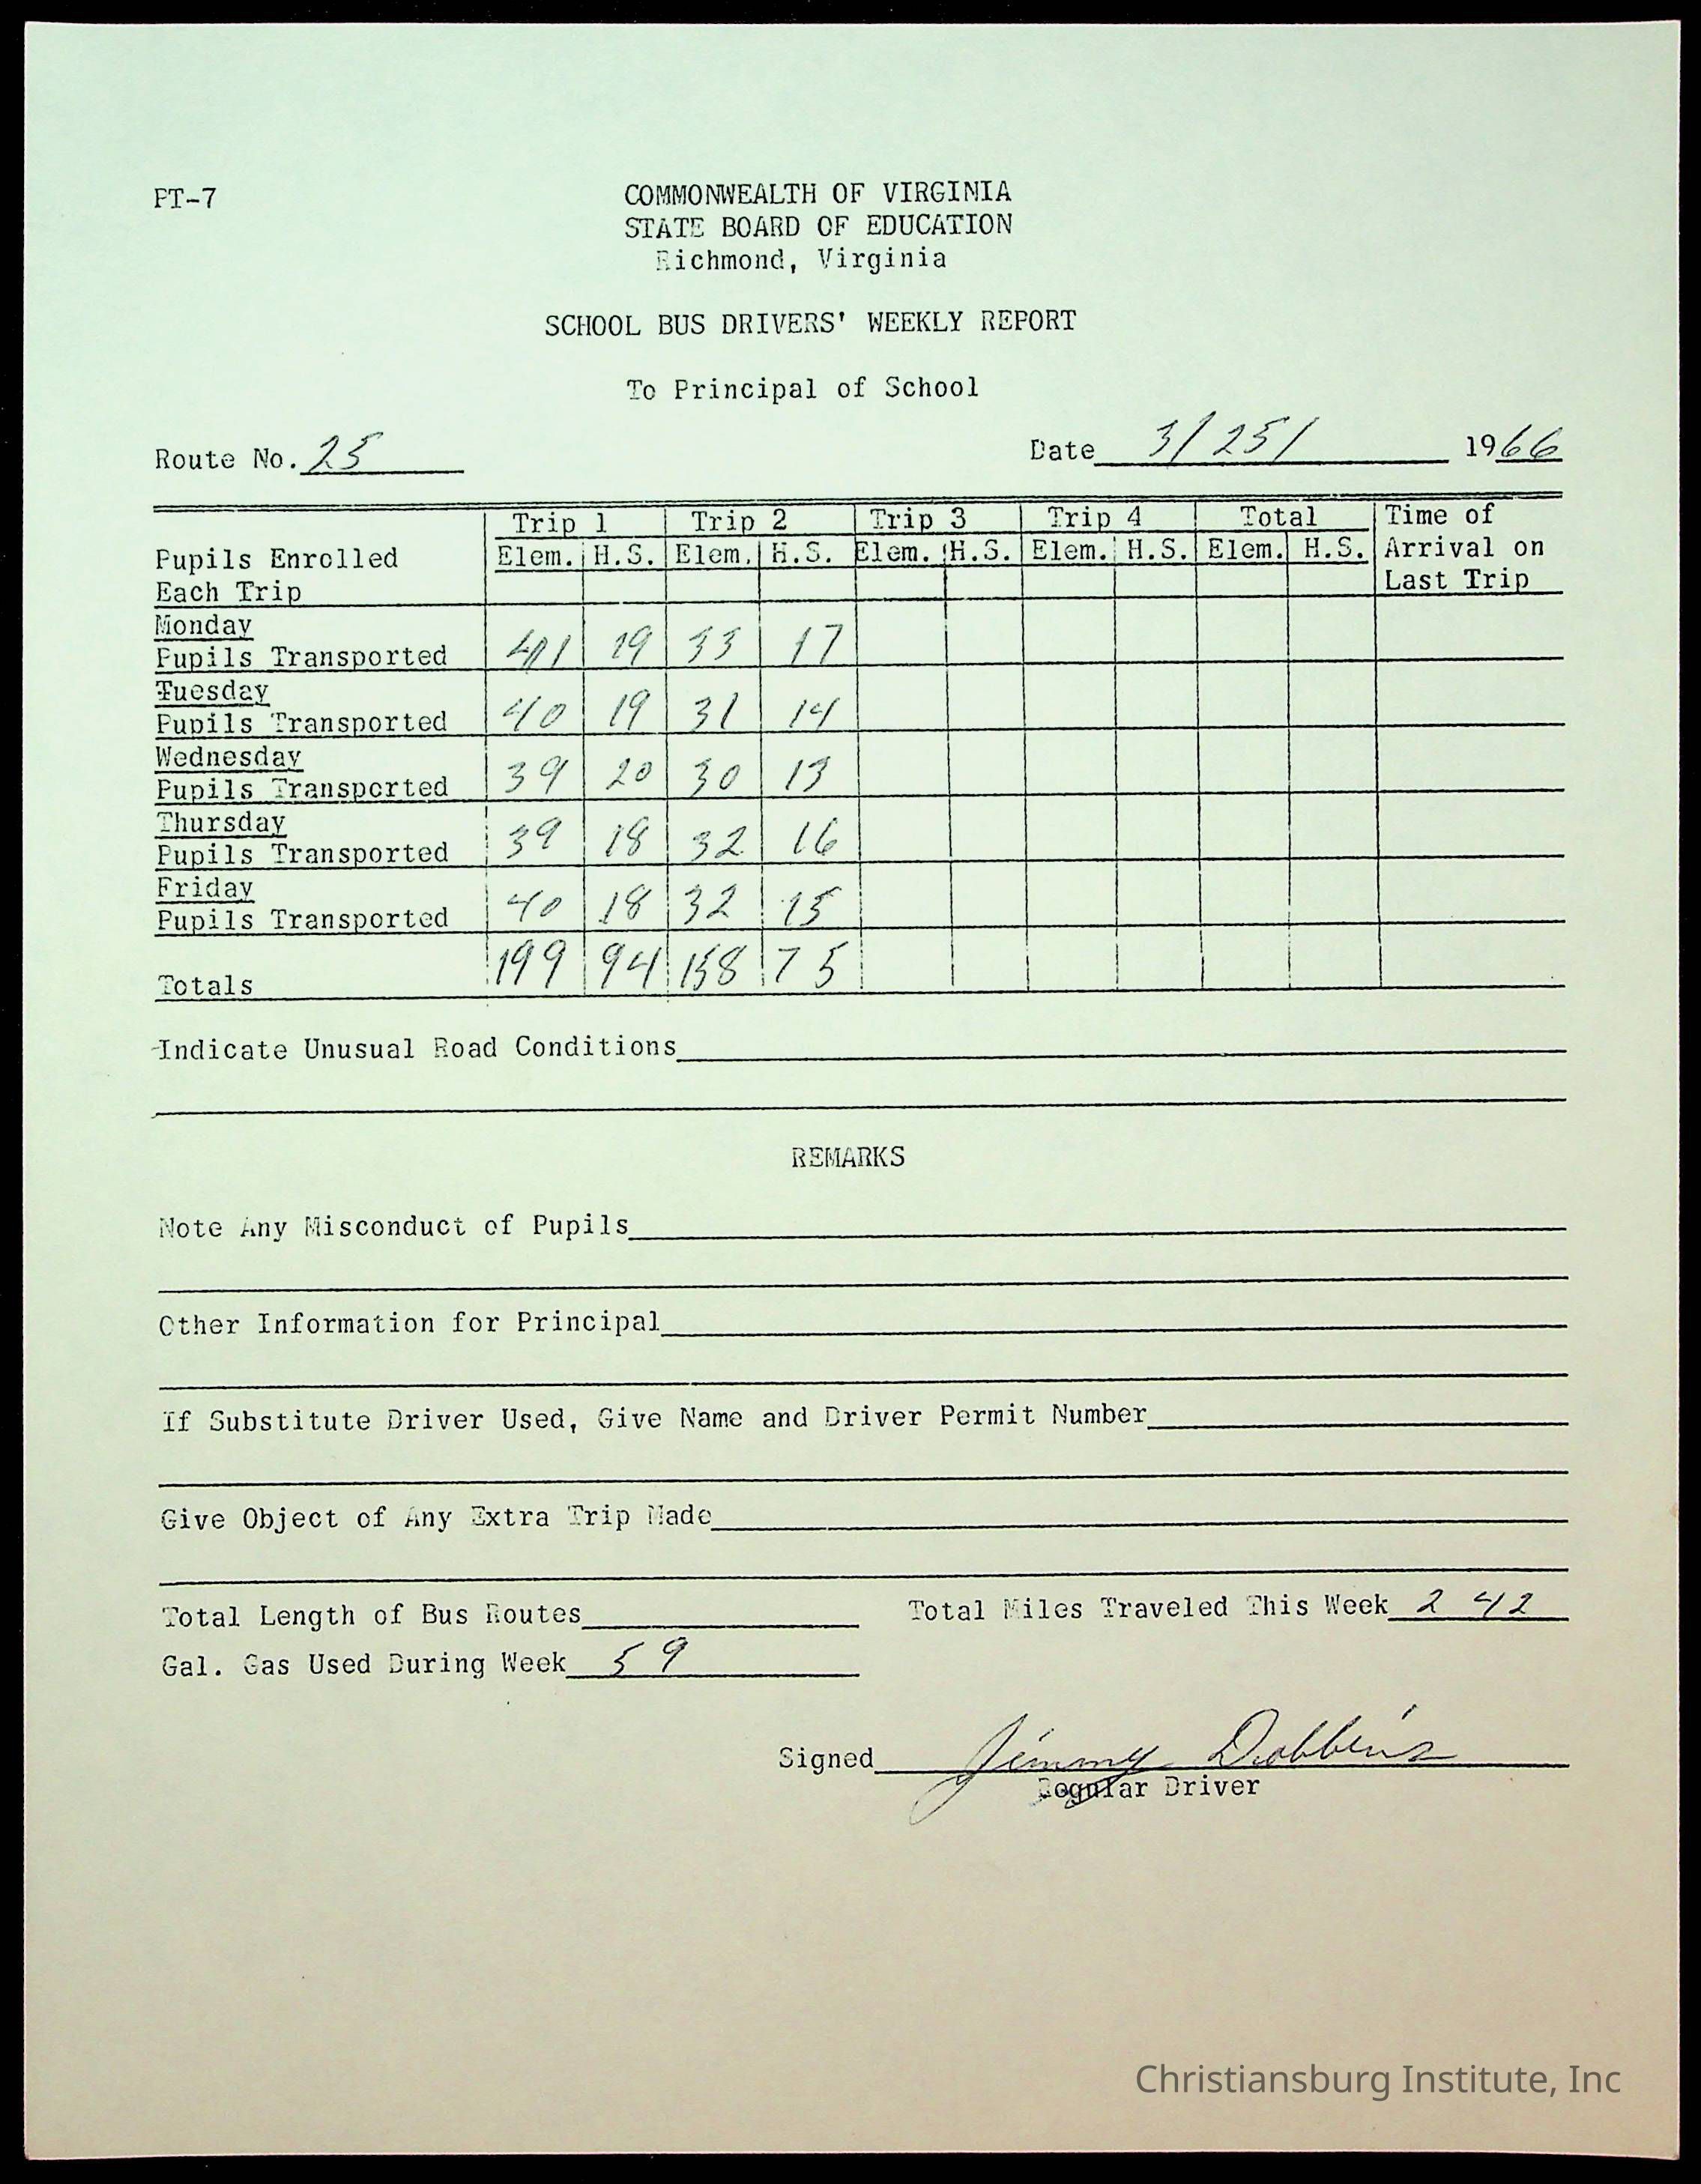 PT-7
COMMONWEALTH OF VIRGINIA
STATE BOARD OF EDUCATION
Richmond, Virginia
SCHOOL BUS DRIVERS' WEEKLY REPORT
To Principal of School
Route No. 25 Date 3/25/ 1966
Trip 1 Trip 2 Trip 3 Trip 4 Total Time of
Pupils Enrolled Elem. H.S. Elem. H.S. Elem. H.S. Elem. H.S. Elem. H.S. Arrival on
Each Trip Last Trip
Monday
Pupils Transported 41 19 33 17
Tuesday
Pupils Transported 40 19 31 14
Wednesday
Pupils Transported 39 20 30 13
Thursday
Pupils Transported 39 18 32 16
Friday
Pupils Transported 40 18 32 15
Totals 199 94 158 75
Indicate Unusual Road Conditions
REMARKS
Note Any Misconduct of Pupils
Other Information for Principal
If Substitute Driver Used, Give Name and Driver Permit Number
Give Object of Any Extra Trip Made
Total Length of Bus Routes Total Miles Traveled This Week 242
Gal. Gas Used During Week 59
Signed Jimmy Dobbins
Regular Driver
Christiansburg Institute, Inc